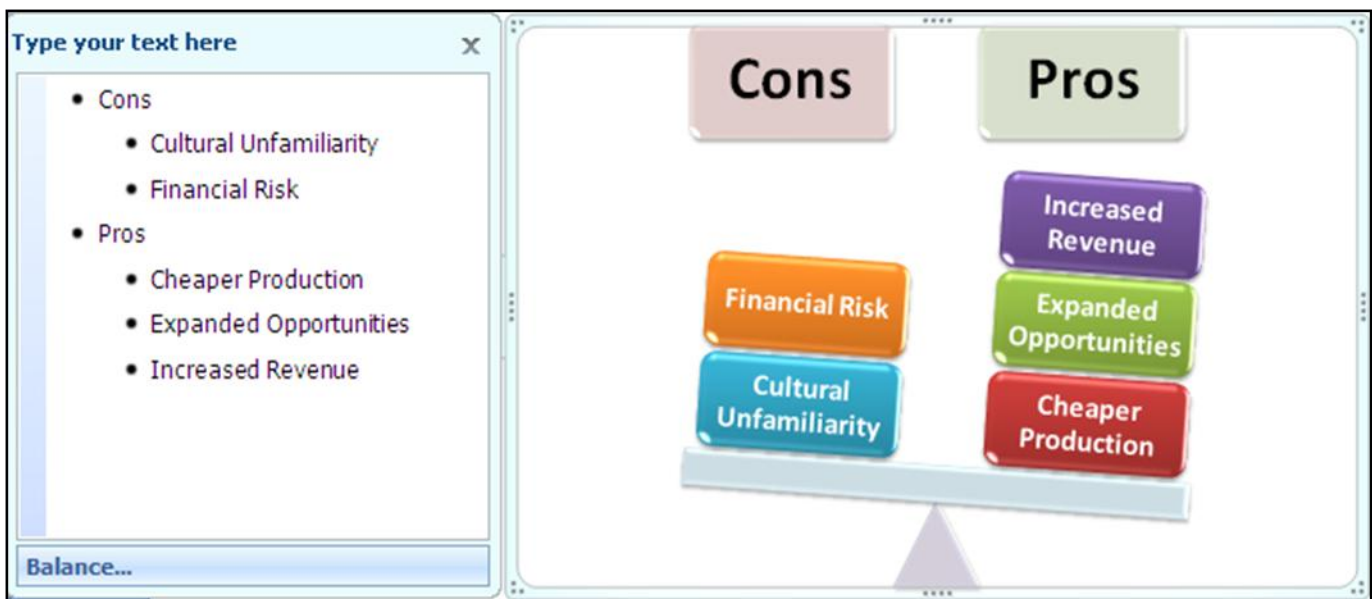 Type your text here
Cons
Cultural Unfamiliarity
Financial Risk
Pros
Cheaper Production
Expanded Opportunities
Increased Revenue
Balance...
Cons
Pros
Increased
Revenue
Financial Risk
Expanded
Opportunities
Cultural
Unfamiliarity
Cheaper
Production